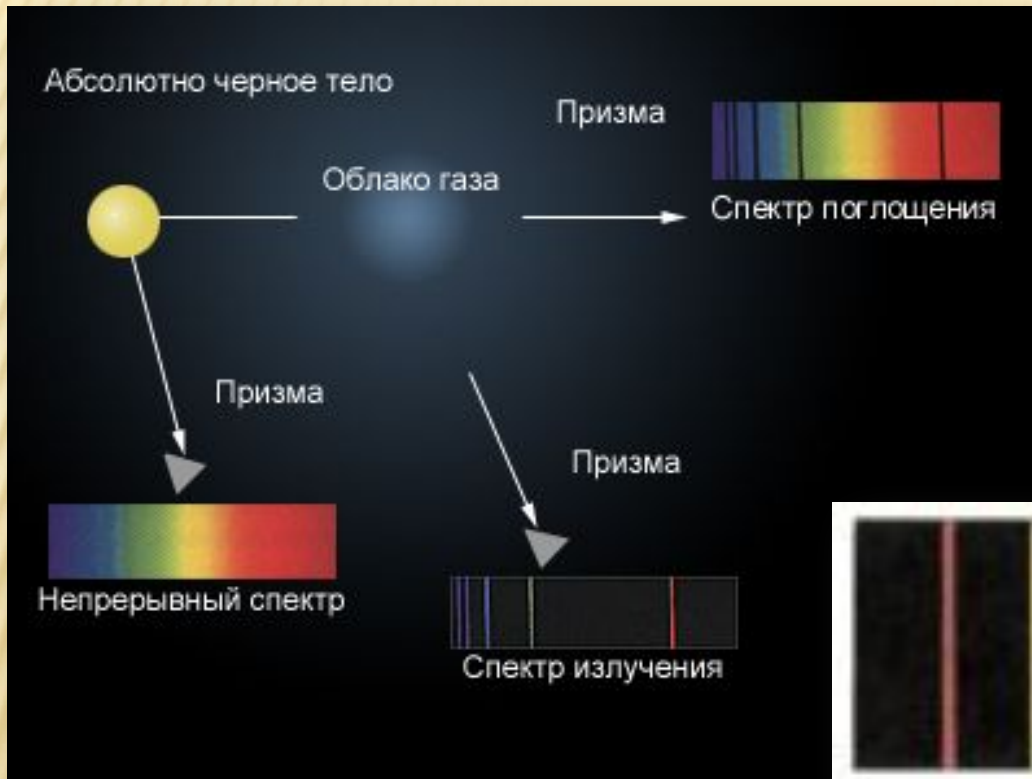 Абсолютно черное тело
Призма
Облако газа
Спектр поглощения
Призма
Непрерывный спектр
Призма
Спектр излучения